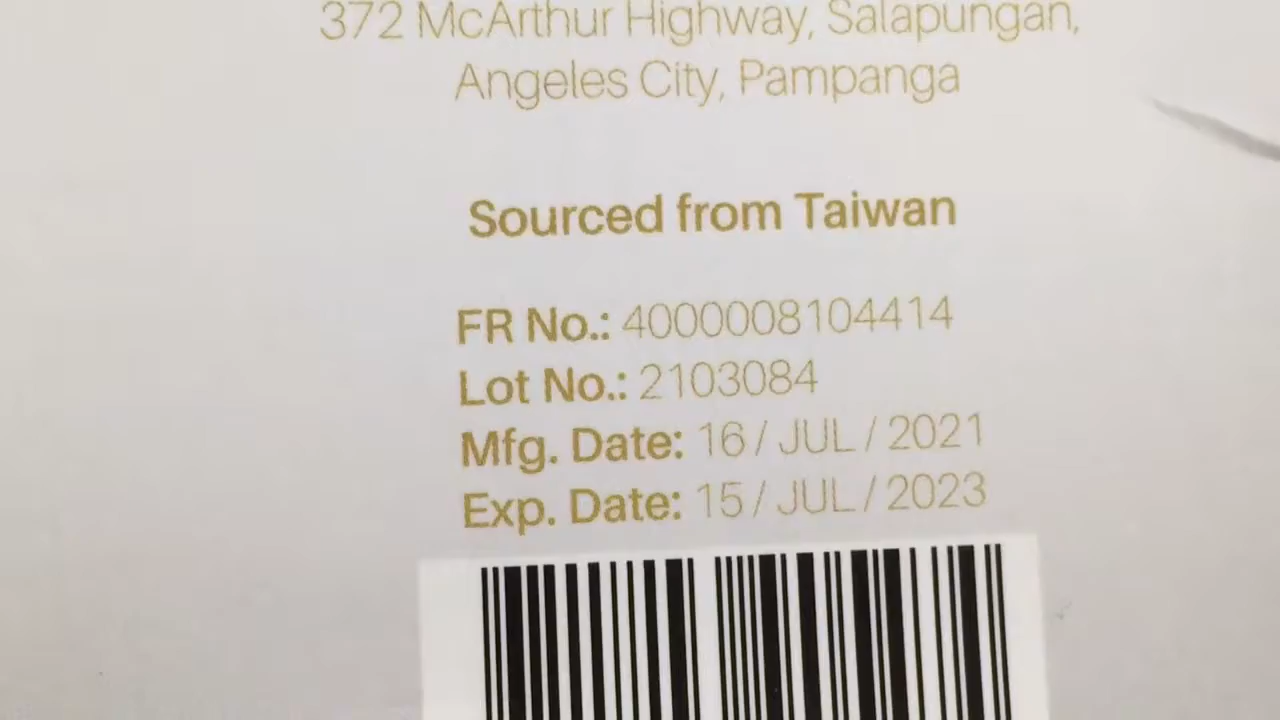 372 McArthur Highway, Salapungan,
Angeles City, Pampanga
Sourced from Taiwan
FR No.: 4000008104414
Lot No.: 2103084
Mfg. Date: 16 / JUL / 2021
Exp. Date: 15 / JUL / 2023